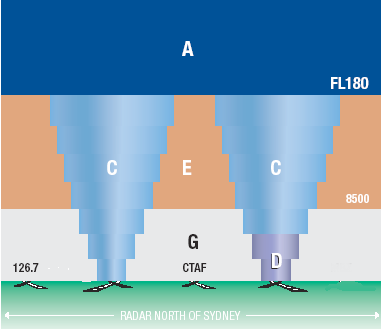 A
FL180
C E C
8500
G
D
126.7 CTAF
RADAR NORTH OF SYDNEY